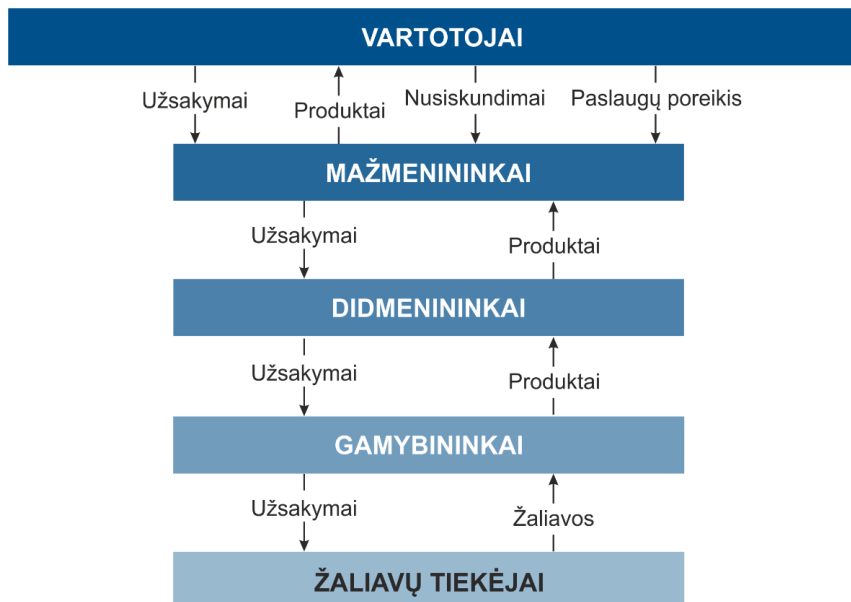 VARTOTOJAI
Užsakymai
Produktai
Nusiskundimai
Paslaugų poreikis
MAŽMENININKAI
Užsakymai
Produktai
DIDMENININKAI
Užsakymai
Produktai
GAMYBININKAI
Užsakymai
Žaliavos
ŽALIAVŲ TIEKĖJAI